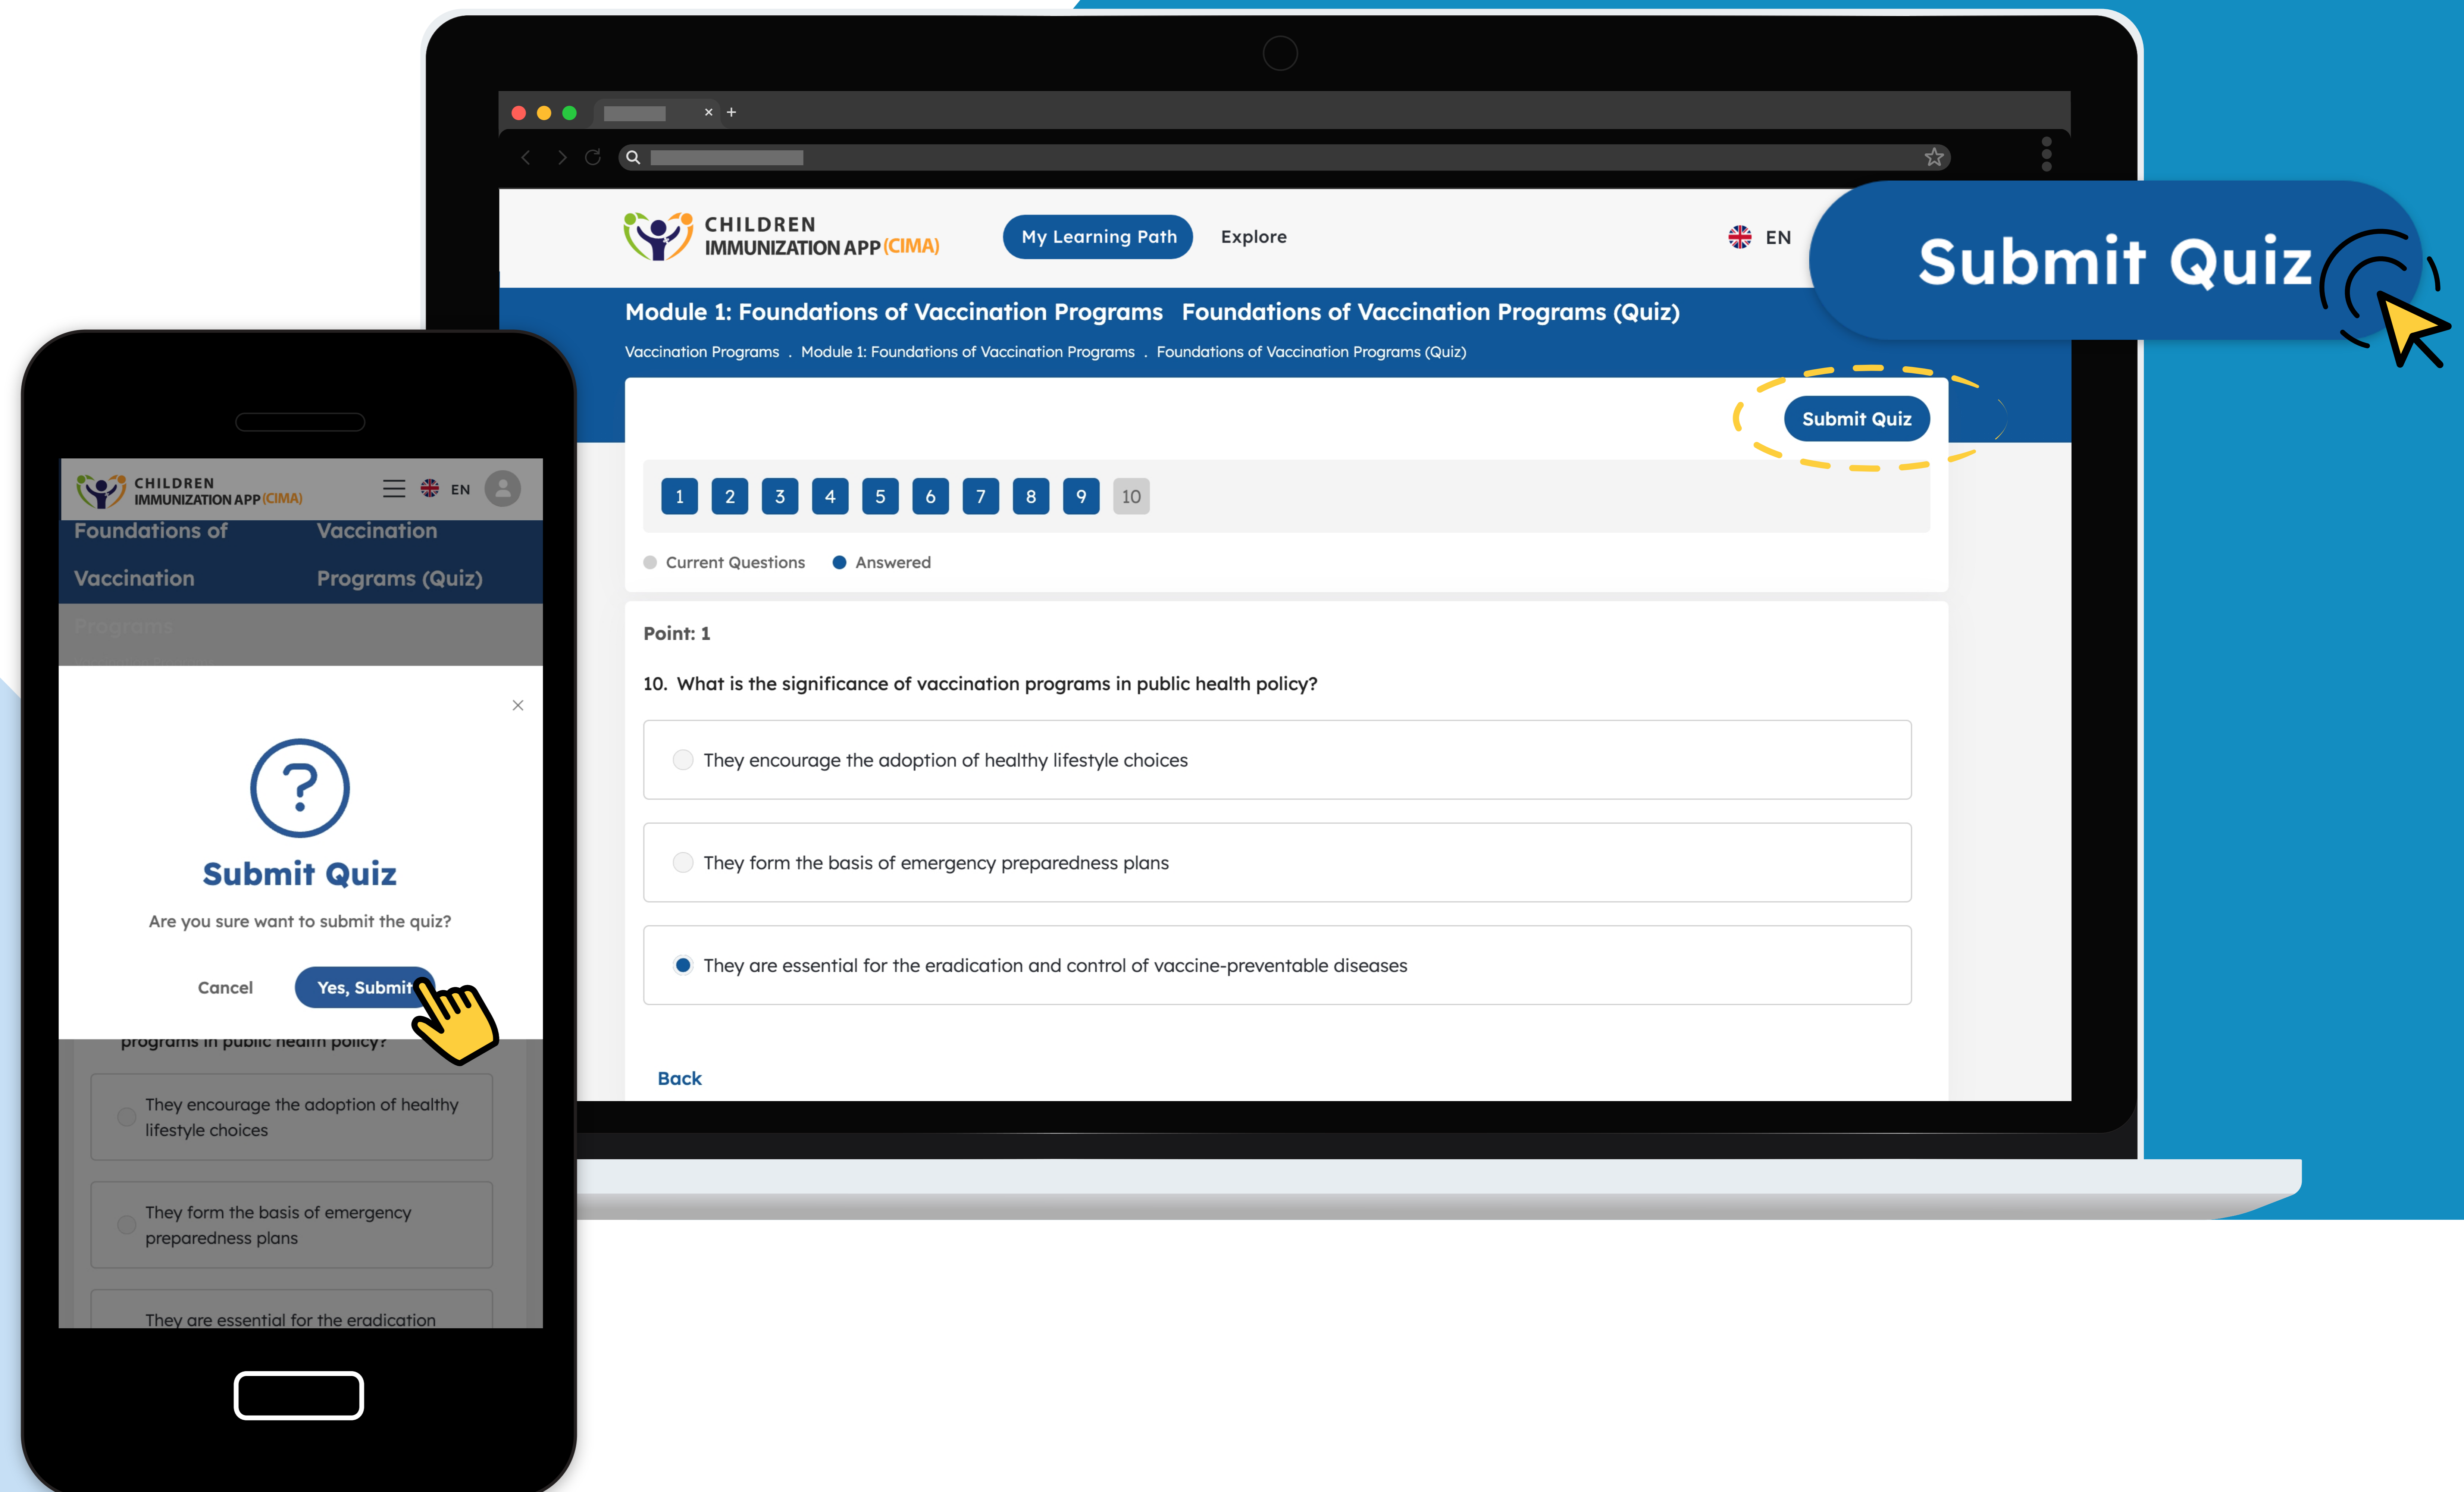 CHILDREN
IMMUNIZATION APP (CIMA)
My Learning Path
Explore
EN
Submit Quiz
Module 1: Foundations of Vaccination Programs Foundations of Vaccination Programs (Quiz)
Vaccination Programs . Module 1: Foundations of Vaccination Programs . Foundations of Vaccination Programs (Quiz)
Submit Quiz
1 2 3 4 5 6 7 8 9 10
Current Questions Answered
Point: 1
10. What is the significance of vaccination programs in public health policy?
They encourage the adoption of healthy lifestyle choices
They form the basis of emergency preparedness plans
They are essential for the eradication and control of vaccine-preventable diseases
Back
CHILDREN
IMMUNIZATION APP (CIMA)
EN
Foundations of Vaccination
Vaccination Programs (Quiz)
Programs
Submit Quiz
Are you sure want to submit the quiz?
Cancel Yes, Submit
programs in public health policy?
They encourage the adoption of healthy
lifestyle choices
They form the basis of emergency
preparedness plans
They are essential for the eradication